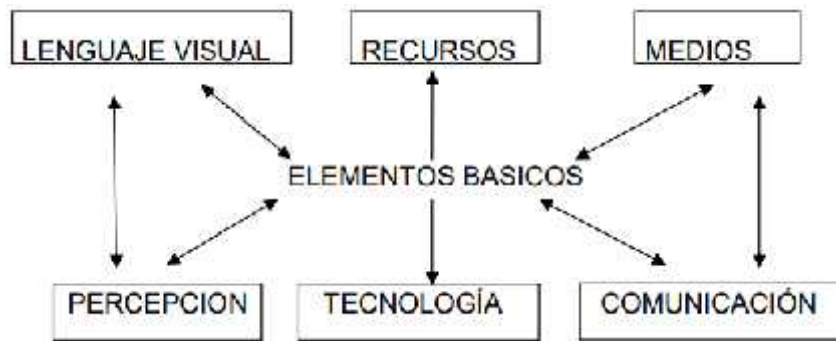 LENGUAJE VISUAL
RECURSOS
MEDIOS
ELEMENTOS BASICOS
PERCEPCION
TECNOLOGÍA
COMUNICACIÓN